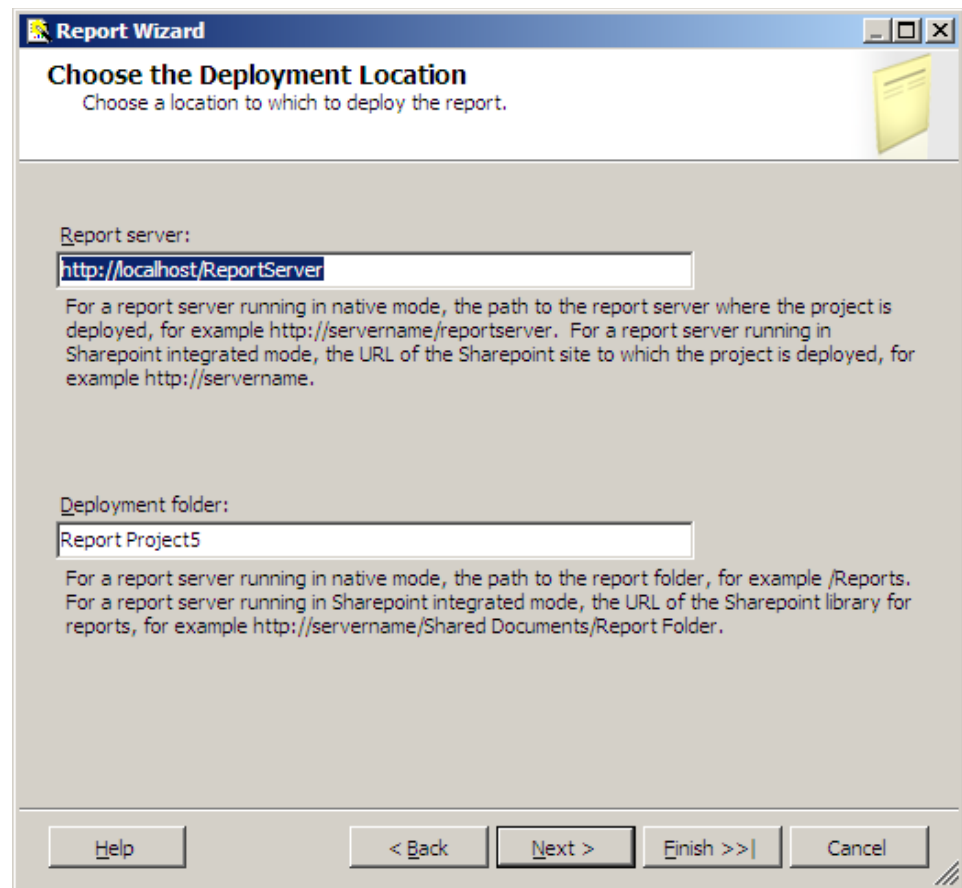 Report Wizard
Choose the Deployment Location
Choose a location to which to deploy the report.
Report server:
http://localhost/ReportServer
For a report server running in native mode, the path to the report server where the project is
deployed, for example http://servername/reportserver.  For a report server running in
Sharepoint integrated mode, the URL of the Sharepoint site to which the project is deployed, for
example http://servername.
Deployment folder:
Report Project5
For a report server running in native mode, the path to the report folder, for example /Reports.
For a report server running in Sharepoint integrated mode, the URL of the Sharepoint library for
reports, for example http://servername/Shared Documents/Report Folder.
Help
< Back
Next >
Finish >>|
Cancel